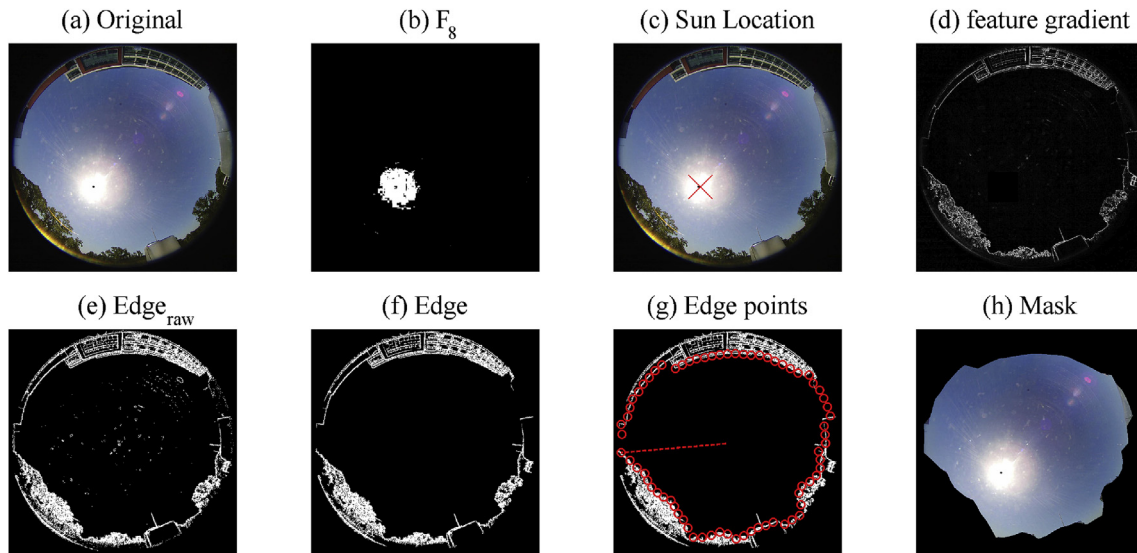 (a) Original
(b) F8
(c) Sun Location
(d) feature gradient
(e) Edgeraw
(f) Edge
(g) Edge points
(h) Mask